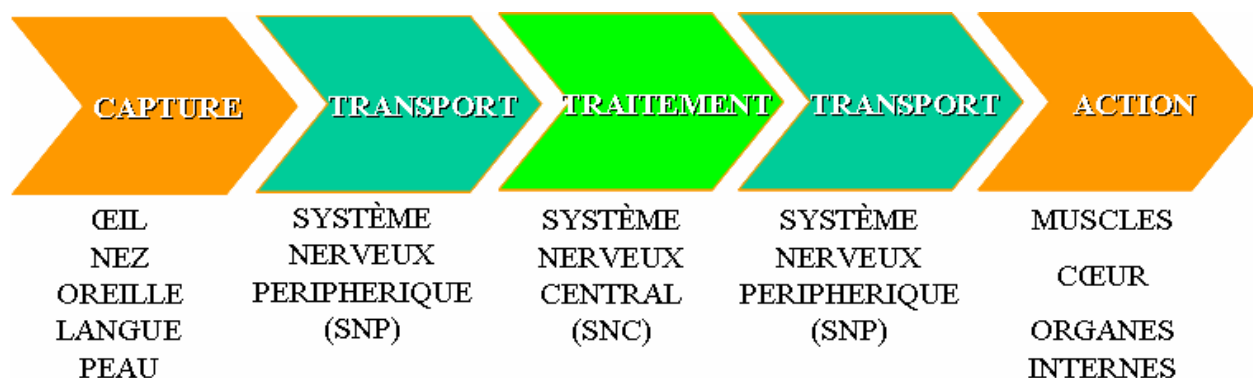 CAPTURE
TRANSPORT
TRAITEMENT
TRANSPORT
ACTION
ŒIL
NEZ
OREILLE
LANGUE
PEAU
SYSTÈME
NERVEUX
PERIPHERIQUE
(SNP)
SYSTÈME
NERVEUX
CENTRAL
(SNC)
SYSTÈME
NERVEUX
PERIPHERIQUE
(SNP)
MUSCLES
CŒUR
ORGANES
INTERNES